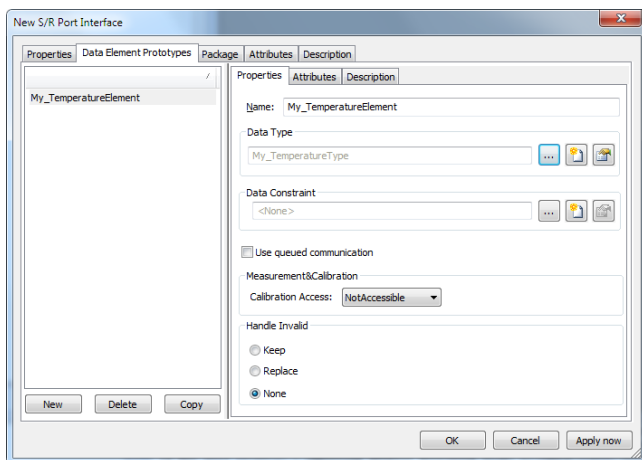 New S/R Port Interface
Properties Data Element Prototypes Package Attributes Description
My_TemperatureElement
Properties Attributes Description
Name: My_TemperatureElement
Data Type
My_TemperatureType ...
Data Constraint
<None> ...
Use queued communication
Measurement&Calibration
Calibration Access: NotAccessible
Handle Invalid
Keep
Replace
None
New Delete Copy
OK Cancel Apply now